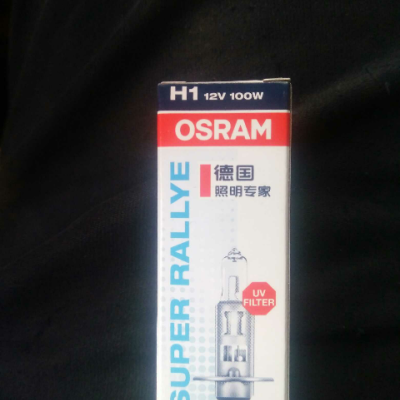 H1 12V 100W
OSRAM
德国
照明专家
SUPER RALLYE
UV
FILTER